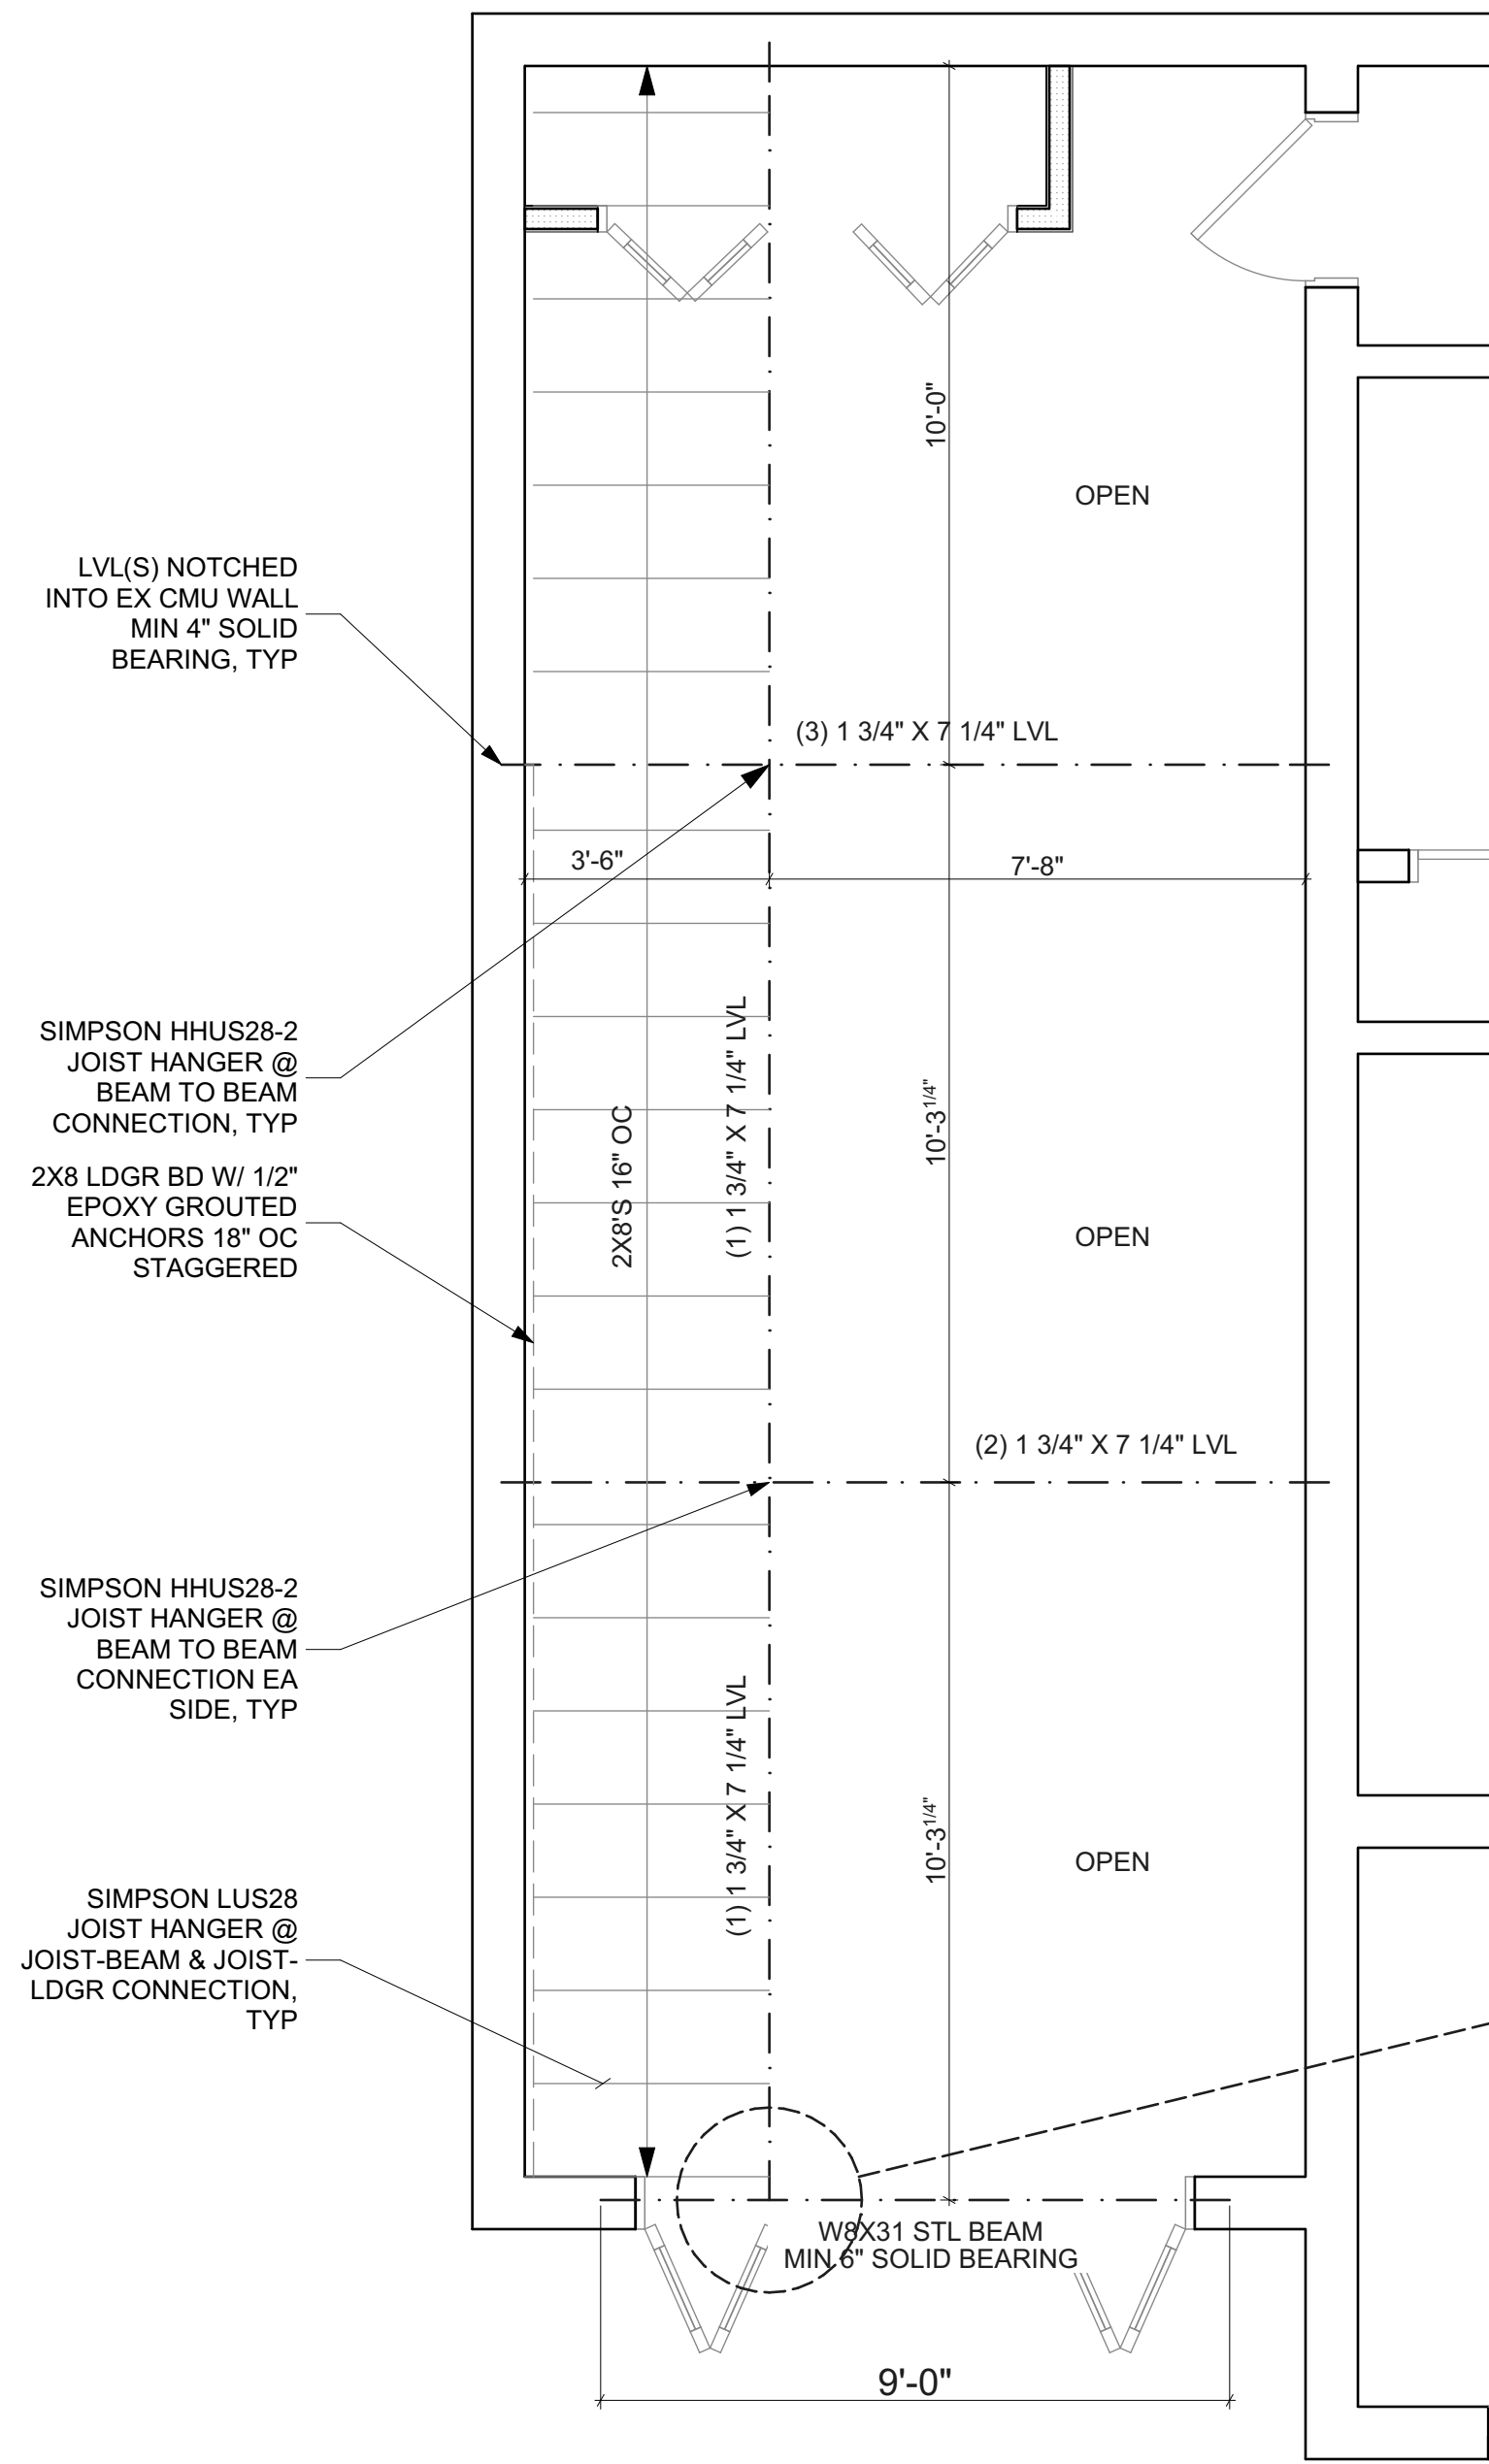 10'-0"
OPEN
LVL(S) NOTCHED
INTO EX CMU WALL
MIN 4" SOLID
BEARING, TYP
(3) 1 3/4" X 7 1/4" LVL
3'-6"
7'-8"
SIMPSON HHUS28-2
JOIST HANGER @
BEAM TO BEAM
CONNECTION, TYP
2X8 LDGR BD W/ 1/2"
EPOXY GROUTED
ANCHORS 18" OC
STAGGERED
2X8'S 16" OC
(1) 1 3/4" X 7 1/4" LVL
10'-3 1/4"
OPEN
(2) 1 3/4" X 7 1/4" LVL
SIMPSON HHUS28-2
JOIST HANGER @
BEAM TO BEAM
CONNECTION EA
SIDE, TYP
(1) 1 3/4" X 7 1/4" LVL
10'-3 1/4"
OPEN
SIMPSON LUS28
JOIST HANGER @
JOIST-BEAM & JOIST-
LDGR CONNECTION,
TYP
W8X31 STL BEAM
MIN 6" SOLID BEARING
9'-0"